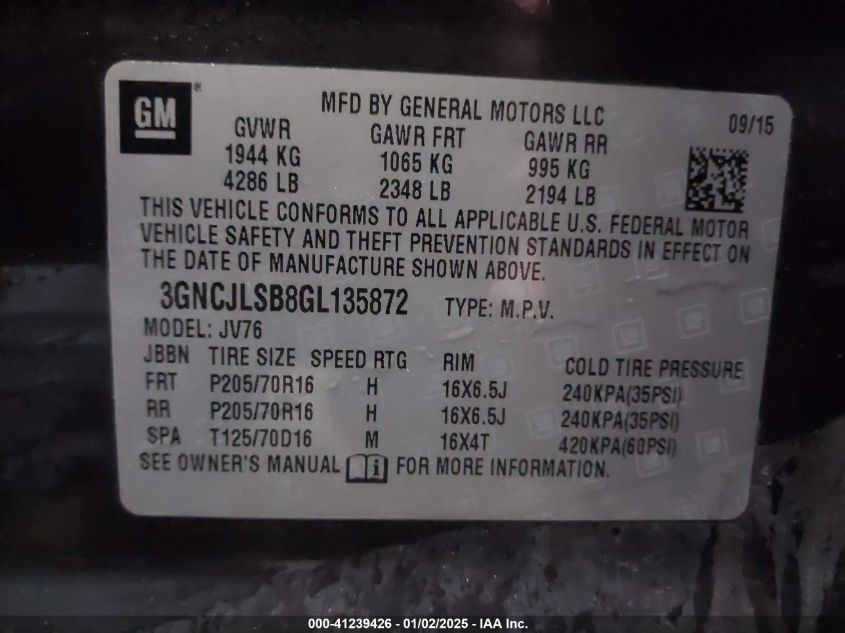 GM ®
MFD BY GENERAL MOTORS LLC
09/15
GVWR GAWR FRT GAWR RR
1944 KG 1065 KG 995 KG
4286 LB 2348 LB 2194 LB
THIS VEHICLE CONFORMS TO ALL APPLICABLE U.S. FEDERAL MOTOR
VEHICLE SAFETY AND THEFT PREVENTION STANDARDS IN EFFECT ON
THE DATE OF MANUFACTURE SHOWN ABOVE.
3GNCJLSB8GL135872 TYPE: M.P.V.
MODEL: JV76
JBBN TIRE SIZE SPEED RTG RIM COLD TIRE PRESSURE
FRT P205/70R16 H 16X6.5J 240KPA(35PSI)
RR P205/70R16 H 16X6.5J 240KPA(35PSI)
SPA T125/70D16 M 16X4T 420KPA(60PSI)
SEE OWNER'S MANUAL i FOR MORE INFORMATION.
000-41239426 - 01/02/2025 - IAA Inc.